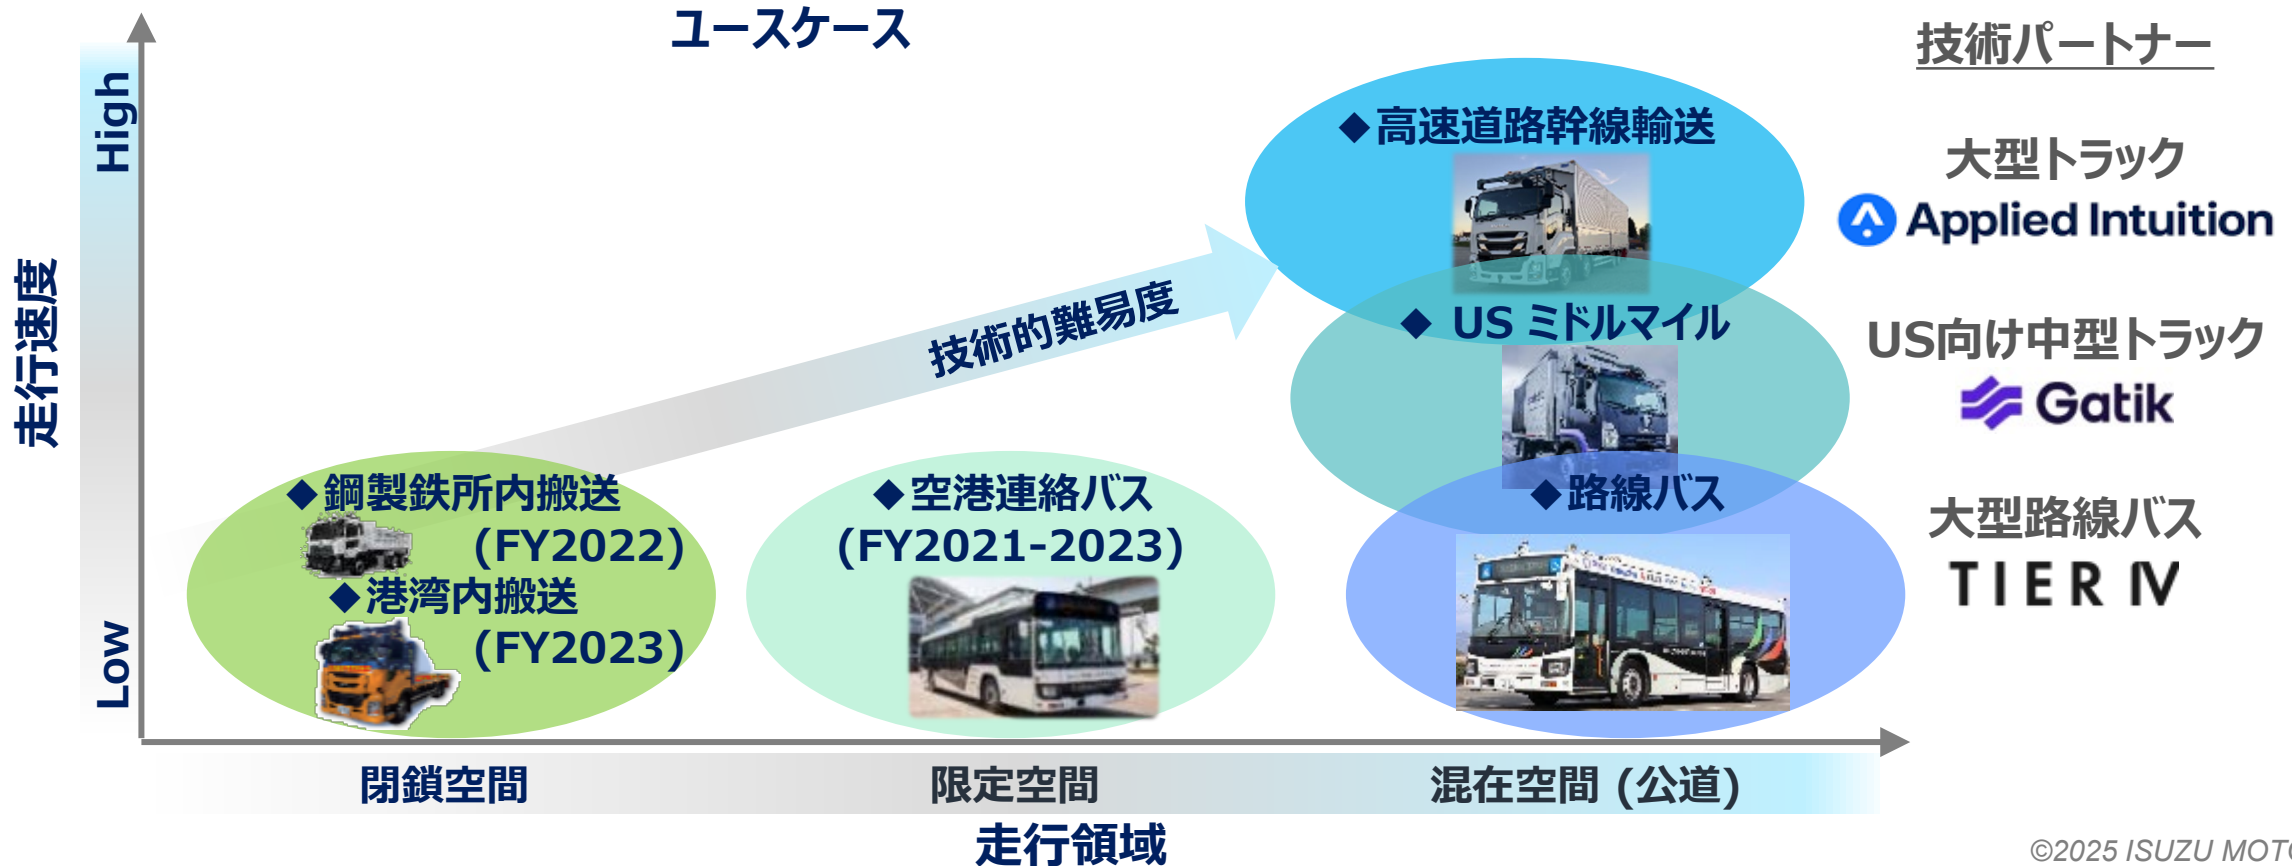 ユースケース
技術パートナー
High
走行速度
Low
◆高速道路幹線輸送
大型トラック
Applied Intuition
技術的難易度
◆ US ミドルマイル
US向け中型トラック
Gatik
◆鋼製鉄所内搬送
(FY2022)
◆港湾内搬送
(FY2023)
◆空港連絡バス
(FY2021-2023)
◆路線バス
大型路線バス
TIER IV
閉鎖空間
限定空間
混在空間 (公道)
走行領域
©2025 ISUZU MOTO